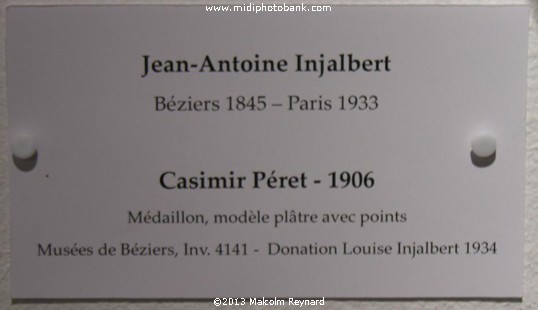 www.midiphotobank.com
Jean-Antoine Injalbert
Béziers 1845 – Paris 1933
Casimir Péret - 1906
Médaillon, modèle plâtre avec points
Musées de Béziers, Inv. 4141 - Donation Louise Injalbert 1934
©2013 Malcolm Reynard